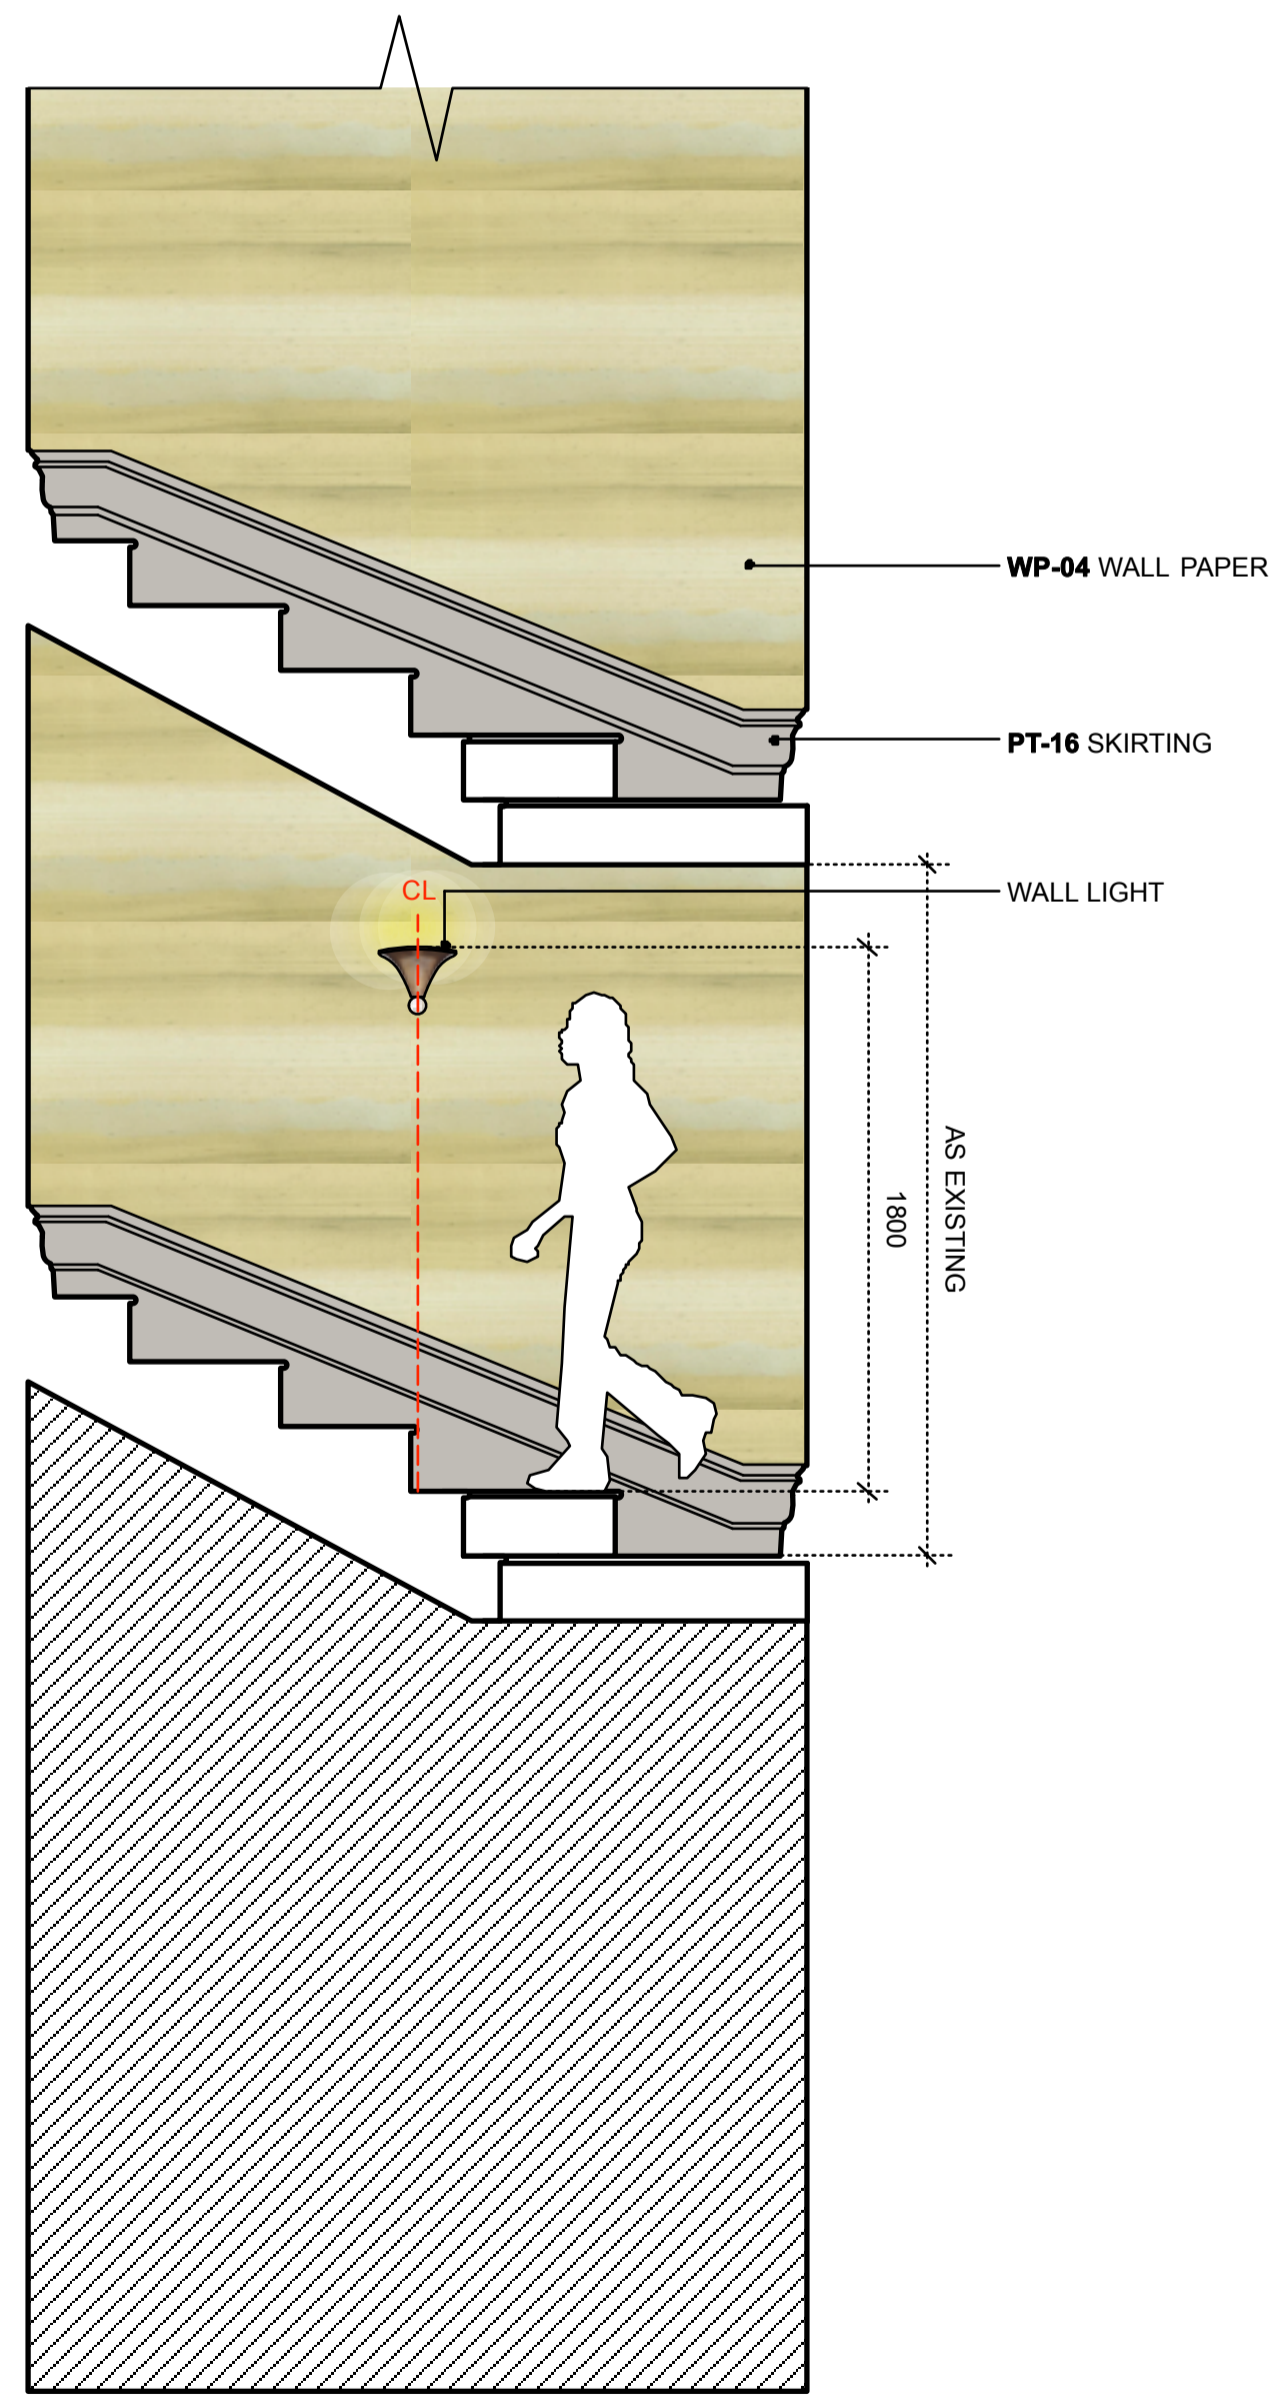 WP-04 WALL PAPER
PT-16 SKIRTING
CL
WALL LIGHT
AS EXISTING
1800